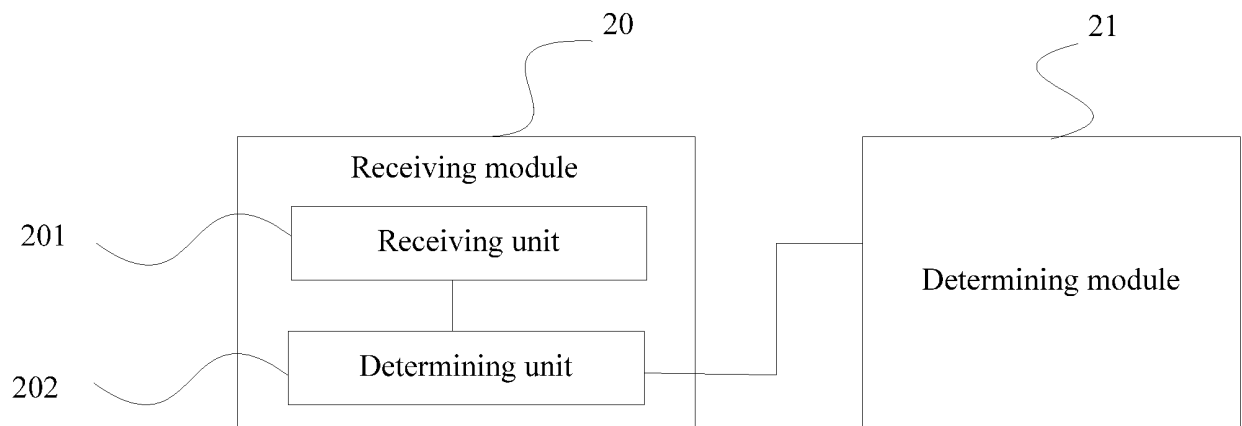 20
21
Receiving module
201
Receiving unit
Determining module
202
Determining unit